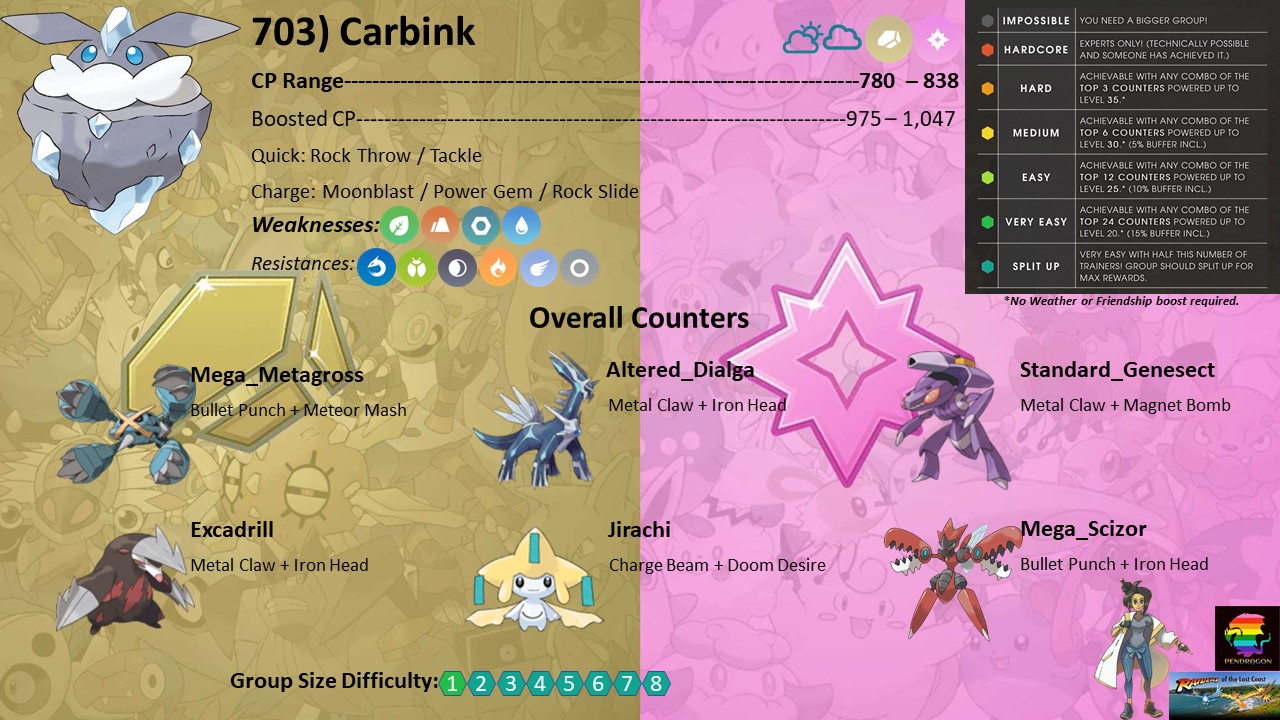 703) Carbink
CP Range---780 – 838
Boosted CP---975 – 1,047
Quick: Rock Throw / Tackle
Charge: Moonblast / Power Gem / Rock Slide
Weaknesses:
Resistances:
IMPOSSIBLE YOU NEED A BIGGER GROUP!
HARDCORE EXPERTS ONLY! (TECHNICALLY POSSIBLE
AND SOMEONE HAS ACHIEVED IT.)
HARD ACHIEVABLE WITH ANY COMBO OF THE
TOP 3 COUNTERS POWERED UP TO
LEVEL 35.*
MEDIUM ACHIEVABLE WITH ANY COMBO OF THE
TOP 6 COUNTERS POWERED UP TO
LEVEL 30.* (5% BUFFER INCL.)
EASY ACHIEVABLE WITH ANY COMBO OF THE
TOP 12 COUNTERS POWERED UP TO
LEVEL 25.* (10% BUFFER INCL.)
VERY EASY ACHIEVABLE WITH ANY COMBO OF THE
TOP 24 COUNTERS POWERED UP TO
LEVEL 20.* (15% BUFFER INCL.)
SPLIT UP VERY EASY WITH HALF THIS NUMBER OF
TRAINERS! GROUP SHOULD SPLIT UP FOR
MAX REWARDS.
*No Weather or Friendship boost required.
Overall Counters
Mega_Metagross
Bullet Punch + Meteor Mash
Altered_Dialga
Metal Claw + Iron Head
Standard_Genesect
Metal Claw + Magnet Bomb
Excadrill
Metal Claw + Iron Head
Jirachi
Charge Beam + Doom Desire
Mega_Scizor
Bullet Punch + Iron Head
Group Size Difficulty: 1 2 3 4 5 6 7 8
PENDRAGON
RAIDERS of the Lost Coast